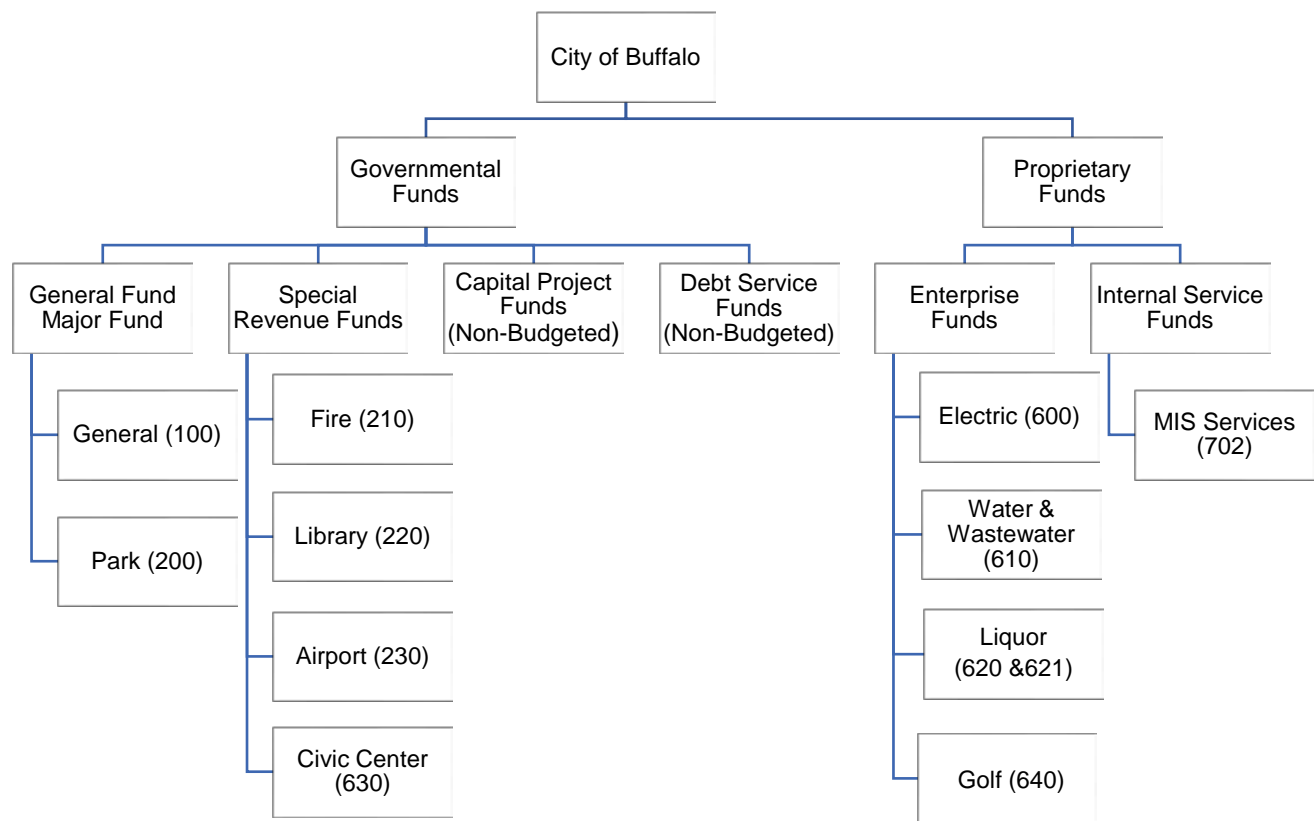 City of Buffalo
Governmental
Funds
Proprietary
Funds
General Fund
Major Fund
Special
Revenue Funds
Capital Project
Funds
(Non-Budgeted)
Debt Service
Funds
(Non-Budgeted)
Enterprise
Funds
Internal Service
Funds
General (100)
Park (200)
Fire (210)
Library (220)
Airport (230)
Civic Center
(630)
Electric (600)
Water &
Wastewater
(610)
Liquor
(620 &621)
Golf (640)
MIS Services
(702)